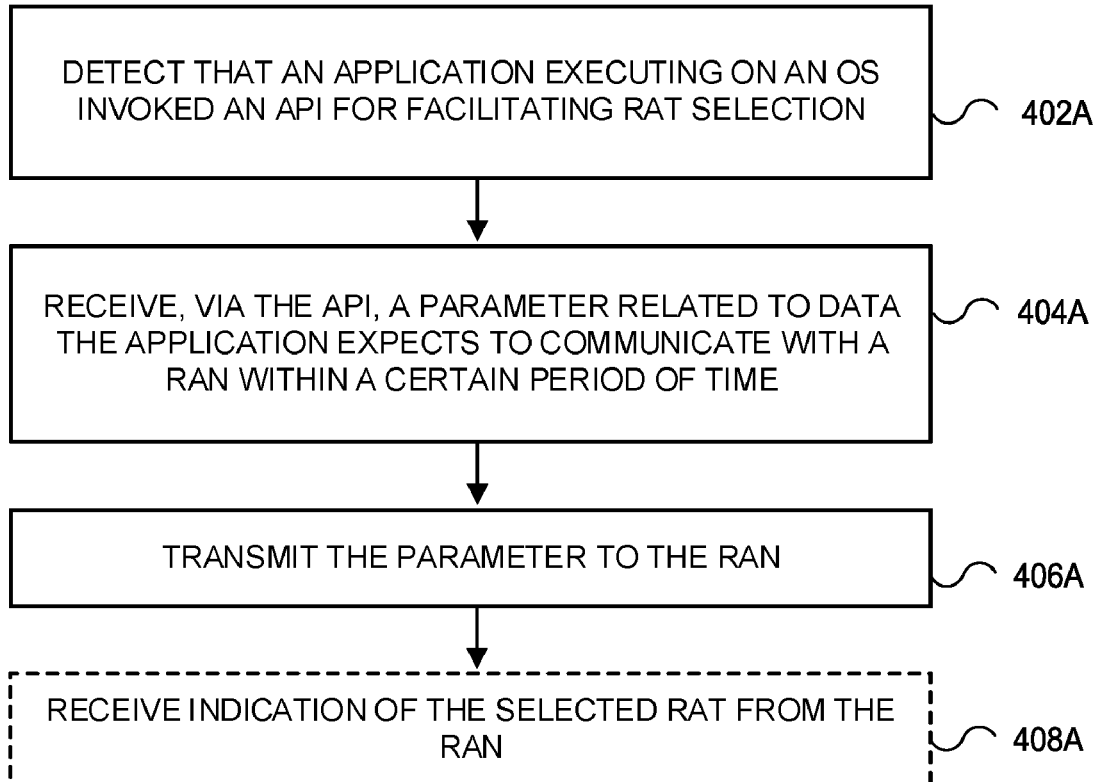 DETECT THAT AN APPLICATION EXECUTING ON AN OS
INVOKED AN API FOR FACILITATING RAT SELECTION
402A
RECEIVE, VIA THE API, A PARAMETER RELATED TO DATA
THE APPLICATION EXPECTS TO COMMUNICATE WITH A
RAN WITHIN A CERTAIN PERIOD OF TIME
404A
TRANSMIT THE PARAMETER TO THE RAN
406A
RECEIVE INDICATION OF THE SELECTED RAT FROM THE
RAN
408A